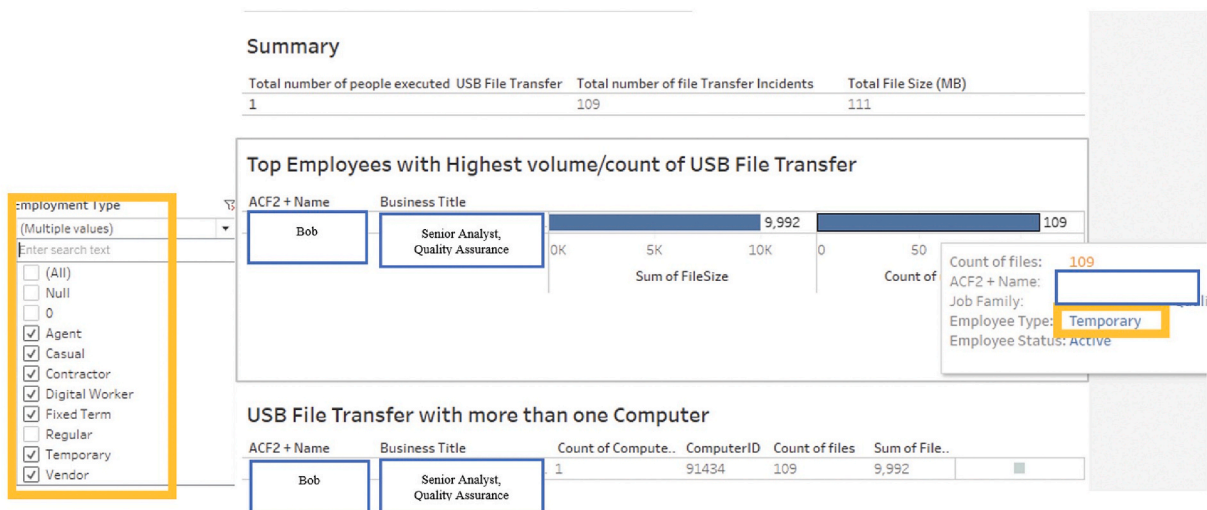 Summary
Total number of people executed USB File Transfer Total number of file Transfer Incidents Total File Size (MB)
1 109 111
Top Employees with Highest volume/count of USB File Transfer
ACF2 + Name Business Title
Bob Senior Analyst,
Quality Assurance
9,992 109
0K 5K 10K 0 50
Sum of FileSize Count of
Count of files: 109
ACF2 + Name:
Job Family:
Employee Type: Temporary
Employee Status: Active
Employment Type
(Multiple values)
Enter search text
(All)
Null
0
Agent
Casual
Contractor
Digital Worker
Fixed Term
Regular
Temporary
Vendor
USB File Transfer with more than one Computer
ACF2 + Name Business Title Count of Compute.. ComputerID Count of files Sum of File..
Bob Senior Analyst,
Quality Assurance
1 91434 109 9,992